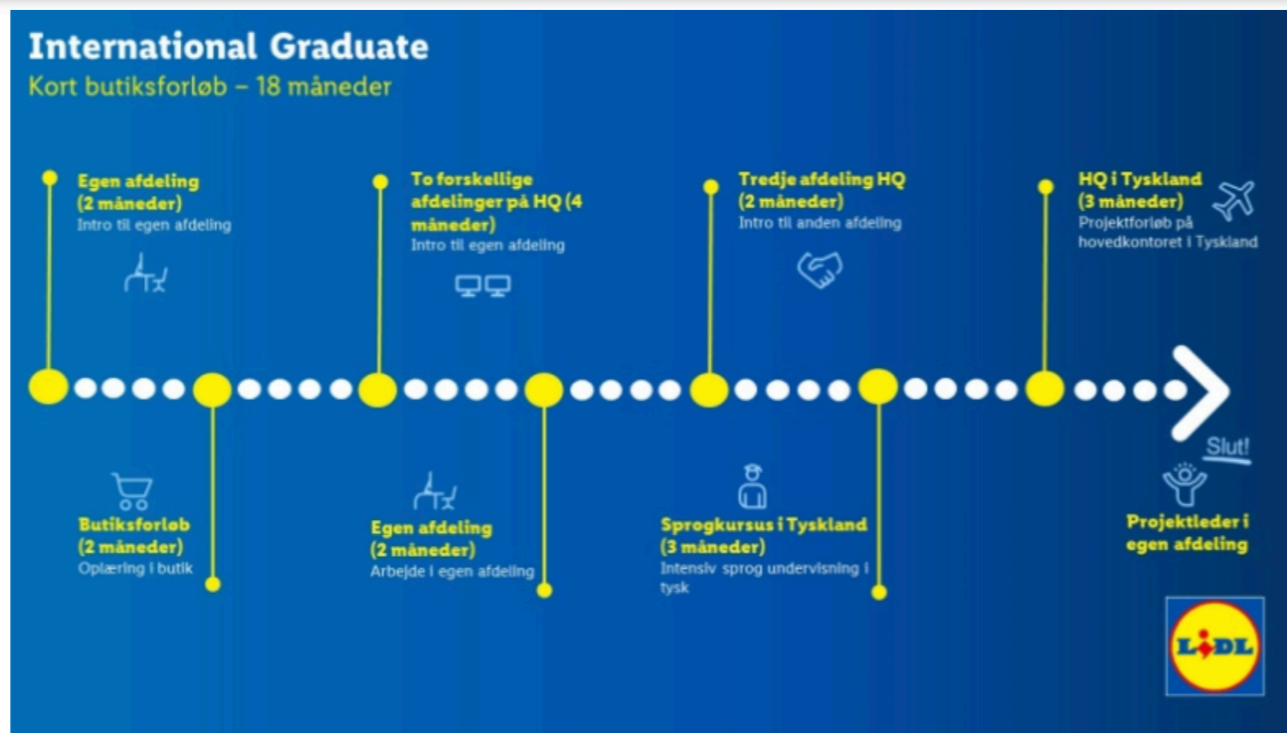 International Graduate
Kort butiksforløb – 18 måneder
Egen afdeling
(2 måneder)
Intro til egen afdeling
To forskellige
afdelinger på HQ (4
måneder)
Intro til egen afdeling
Tredje afdeling HQ
(2 måneder)
Intro til anden afdeling
HQ i Tyskland
(3 måneder)
Projektforløb på
hovedkontoret i Tyskland
Butiksforløb
(2 måneder)
Oplæring i butik
Egen afdeling
(2 måneder)
Arbejde i egen afdeling
Sprogkursus i Tyskland
(3 måneder)
Intensiv sprog undervisning i
tysk
Slut!
Projektleder i
egen afdeling
LIDL